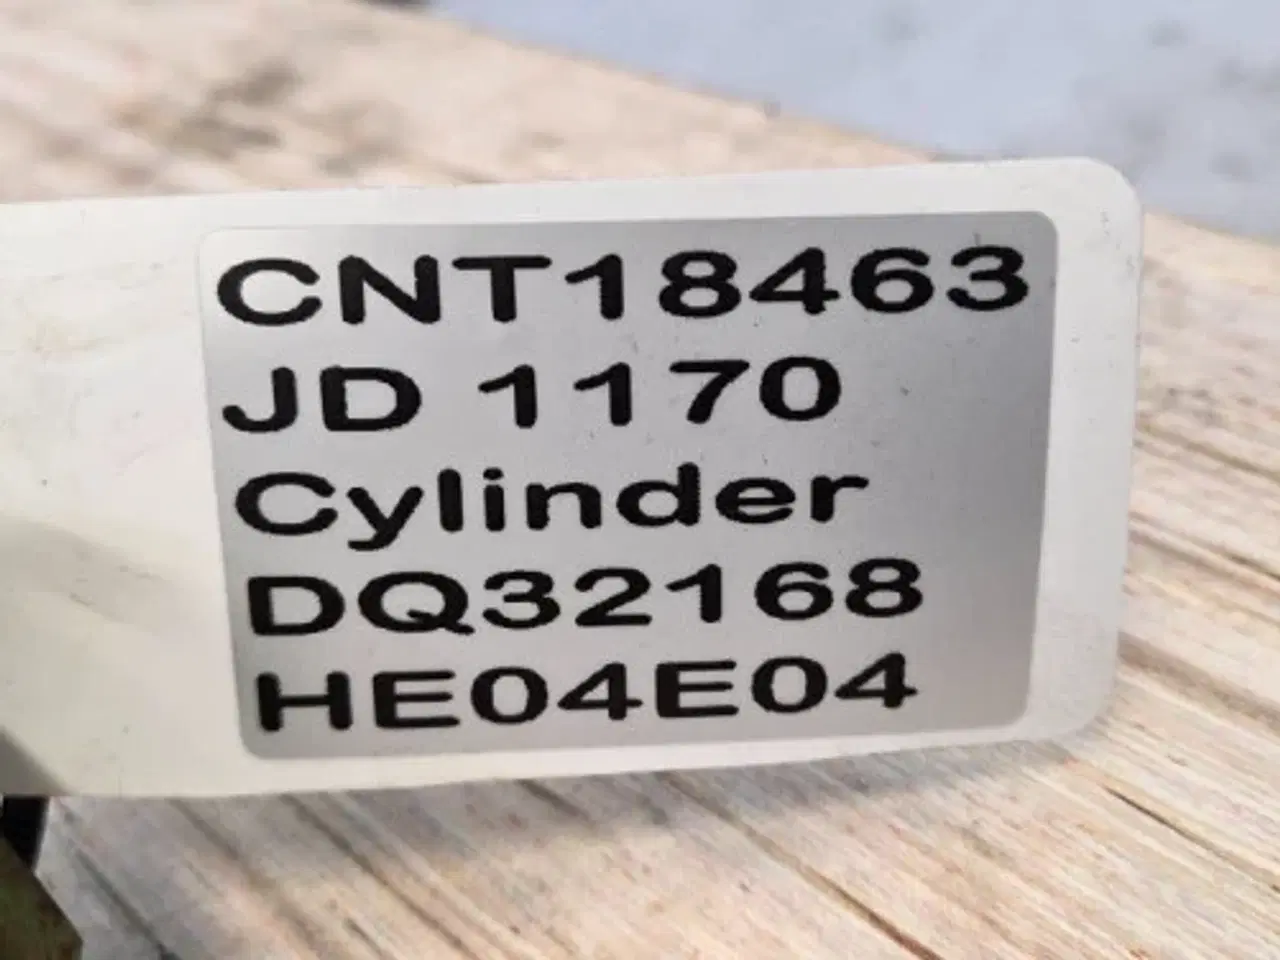 CNT18463
JD 1170
Cylinder
DQ32168
HE04E04